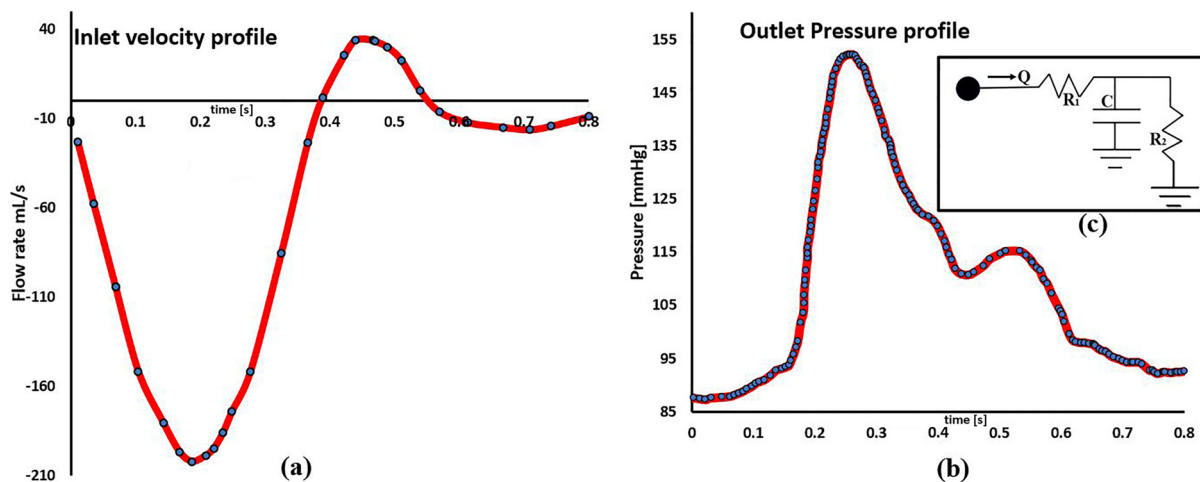 Inlet velocity profile
Flow rate mL/s
40
-10
-60
-110
-160
-210
time [s]
0 0.1 0.2 0.3 0.4 0.5 0.6 0.7 0.8
(a)
Outlet Pressure profile
Pressure [mmHg]
155
145
135
125
115
105
95
85
time [s]
0 0.1 0.2 0.3 0.4 0.5 0.6 0.7 0.8
(b)
Q
R1
C
R2
(c)